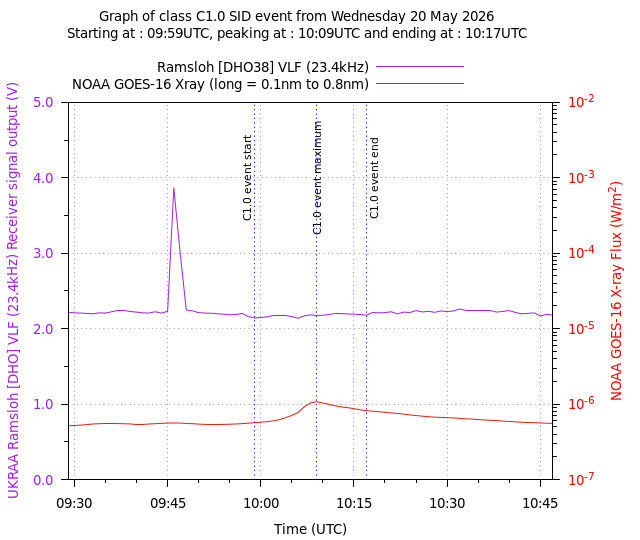 Graph of class C1.0 SID event from Wednesday 20 May 2026
Starting at : 09:59UTC, peaking at : 10:09UTC and ending at : 10:17UTC
Ramsloh [DHO38] VLF (23.4kHz)
NOAA GOES-16 Xray (long = 0.1nm to 0.8nm)
UKRAA Ramsloh [DHO] VLF (23.4kHz) Receiver signal output (V)
5.0
4.0
3.0
2.0
1.0
0.0
C1.0 event start
C1.0 event maximum
C1.0 event end
10^-2
10^-3
10^-4
10^-5
10^-6
10^-7
NOAA GOES-16 X-ray Flux (W/m²)
09:30 09:45 10:00 10:15 10:30 10:45
Time (UTC)